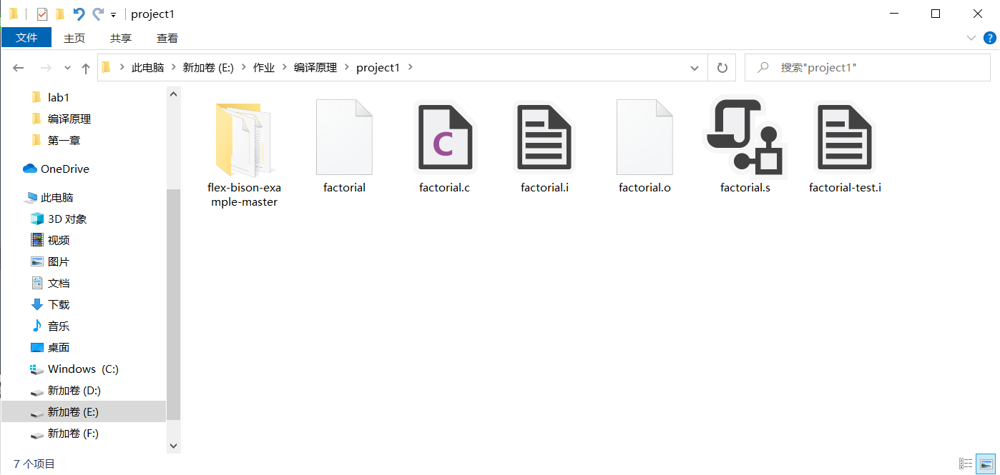 project1
文件 主页 共享 查看
?
此电脑 新加卷 (E:) 作业 编译原理 project1
搜索"project1"
lab1
编译原理
第一章
OneDrive
此电脑
3D 对象
视频
图片
文档
下载
音乐
桌面
Windows (C:)
新加卷 (D:)
新加卷 (E:)
新加卷 (F:)
flex-bison-exa
mple-master
factorial
C
factorial.c
factorial.i
factorial.o
factorial.s
factorial-test.i
7 个项目